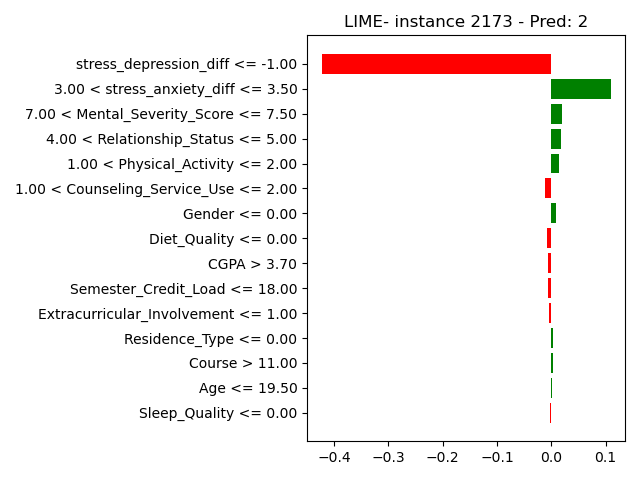 LIME- instance 2173 - Pred: 2
stress_depression_diff <= -1.00
3.00 < stress_anxiety_diff <= 3.50
7.00 < Mental_Severity_Score <= 7.50
4.00 < Relationship_Status <= 5.00
1.00 < Physical_Activity <= 2.00
1.00 < Counseling_Service_Use <= 2.00
Gender <= 0.00
Diet_Quality <= 0.00
CGPA > 3.70
Semester_Credit_Load <= 18.00
Extracurricular_Involvement <= 1.00
Residence_Type <= 0.00
Course > 11.00
Age <= 19.50
Sleep_Quality <= 0.00
−0.4 −0.3 −0.2 −0.1 0.0 0.1